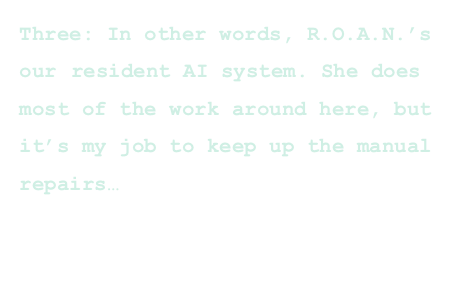 Three: In other words, R.O.A.N.’s
our resident AI system. She does
most of the work around here, but
it’s my job to keep up the manual
repairs…